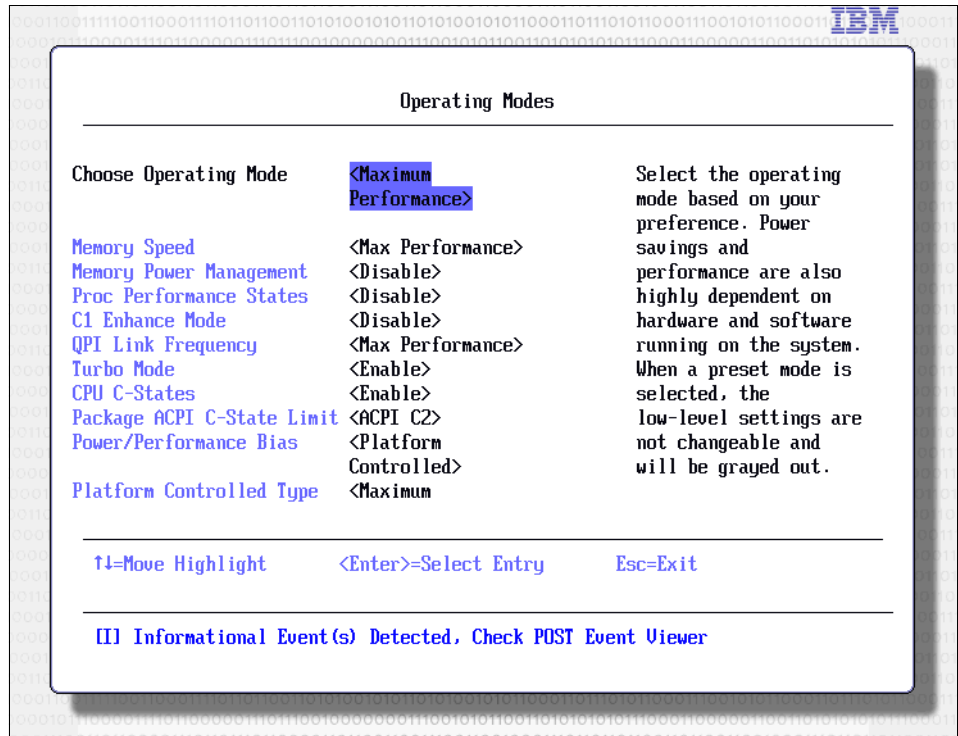 IBM
Operating Modes
Choose Operating Mode <Maximum Performance>
Memory Speed <Max Performance>
Memory Power Management <Disable>
Proc Performance States <Disable>
C1 Enhance Mode <Disable>
QPI Link Frequency <Max Performance>
Turbo Mode <Enable>
CPU C-States <Enable>
Package ACPI C-State Limit <ACPI C2>
Power/Performance Bias <Platform Controlled>
Platform Controlled Type <Maximum
Select the operating
mode based on your
preference. Power
savings and
performance are also
highly dependent on
hardware and software
running on the system.
When a preset mode is
selected, the
low-level settings are
not changeable and
will be grayed out.
↑↓=Move Highlight <Enter>=Select Entry Esc=Exit
[I] Informational Event(s) Detected, Check POST Event Viewer